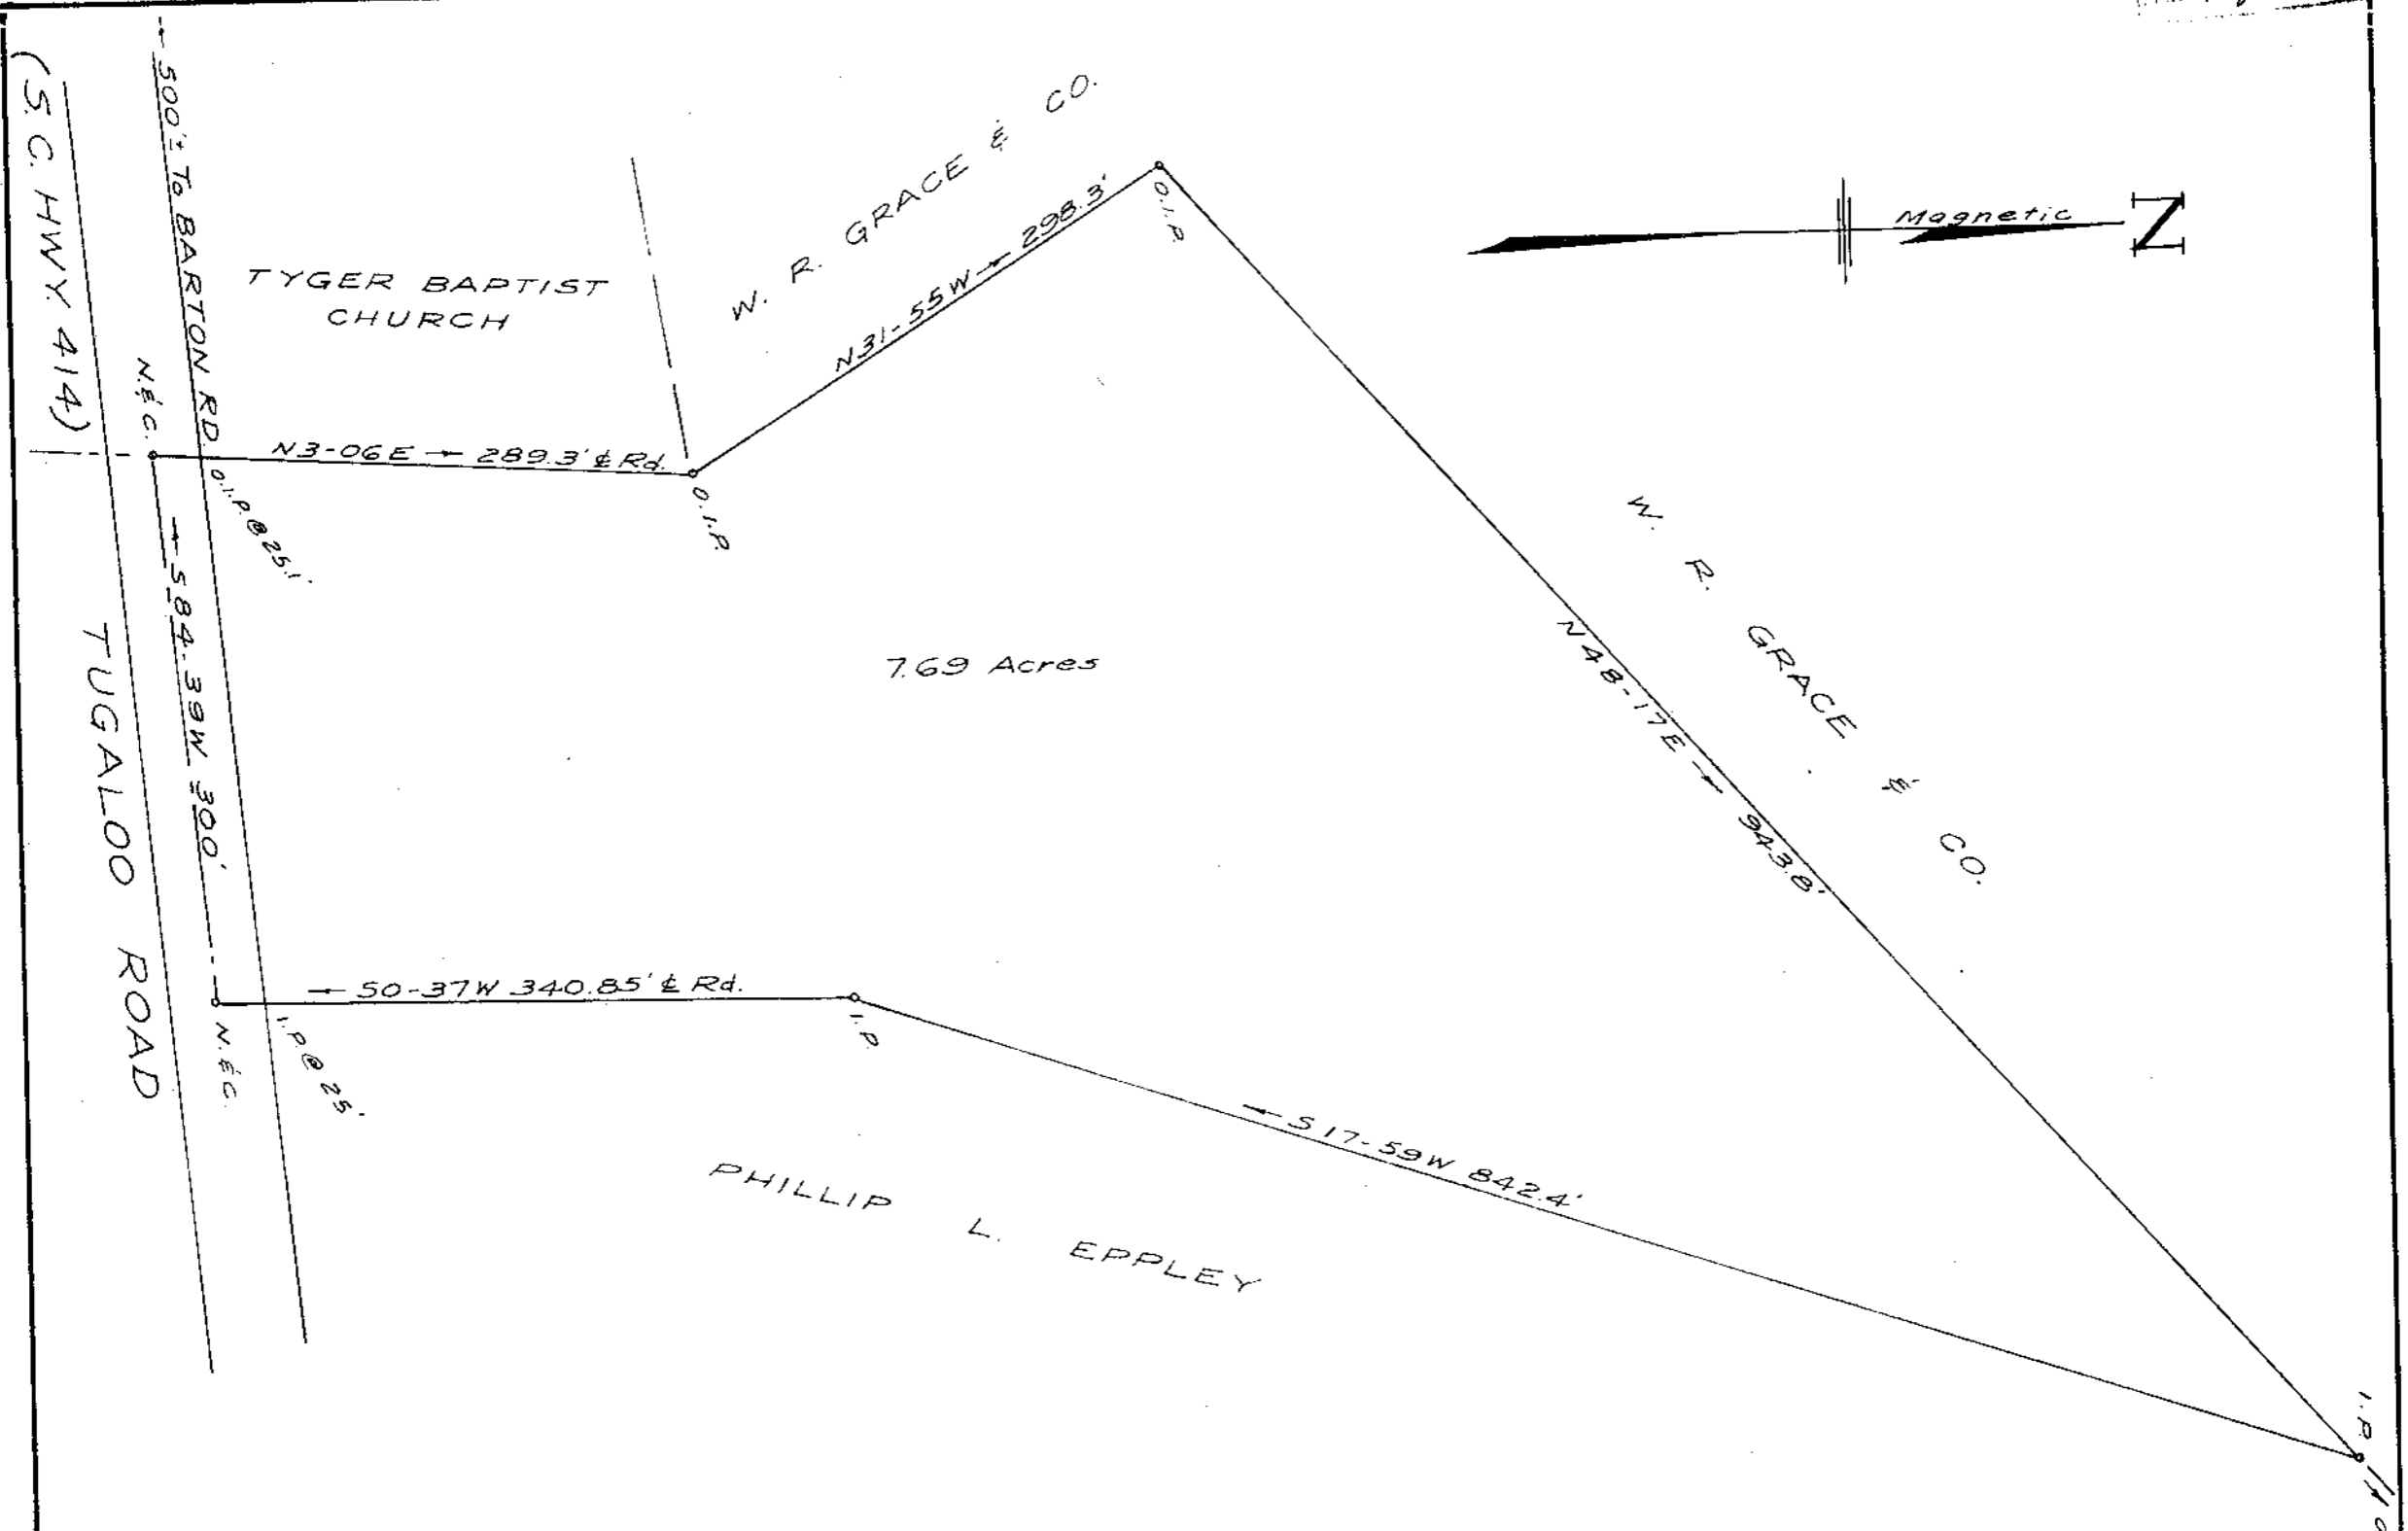 (S.C. HWY. 414)
TUGALOO ROAD
500'± To BARTON RD.
TYGER BAPTIST
CHURCH
W. R. GRACE & CO.
N31-55W → 298.3'
O.I.P.
Magnetic
N
N.&C.
N3-06E → 289.3' ℄ Rd.
O.I.P. @ 25.1'
O.I.P.
← S84-39W 300'
7.69 Acres
W. R. GRACE & CO.
N48-17E → 943.8'
← S0-37W 340.85' ℄ Rd.
I.P.
N.&C.
I.P. @ 25'
← S17-59W 842.4'
PHILLIP L. EPPLEY
I.P.